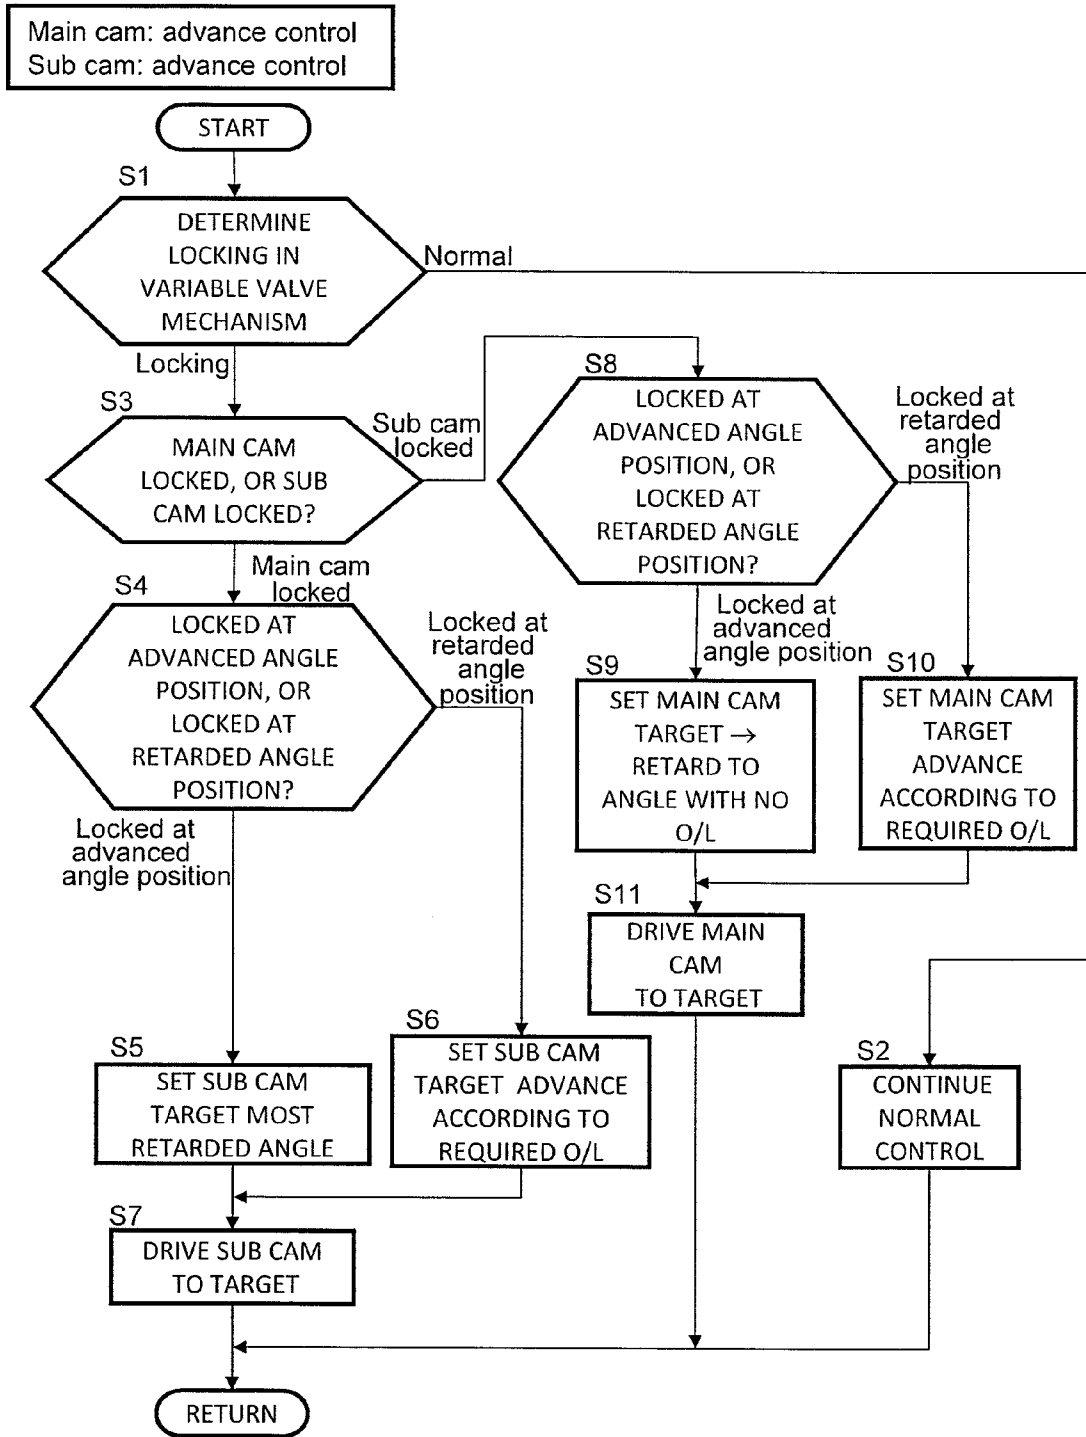 Main cam: advance control
Sub cam: advance control
START
S1
DETERMINE
LOCKING IN
VARIABLE VALVE
MECHANISM
Normal
Locking
S3
MAIN CAM
LOCKED, OR SUB
CAM LOCKED?
Sub cam
locked
S8
LOCKED AT
ADVANCED ANGLE
POSITION, OR
LOCKED AT
RETARDED ANGLE
POSITION?
Locked at
retarded
angle
position
Main cam
locked
S4
LOCKED AT
ADVANCED ANGLE
POSITION, OR
LOCKED AT
RETARDED ANGLE
POSITION?
Locked at
retarded
angle
position
Locked at
advanced
angle position
S9
SET MAIN CAM
TARGET →
RETARD TO
ANGLE WITH NO
O/L
S10
SET MAIN CAM
TARGET
ADVANCE
ACCORDING TO
REQUIRED O/L
Locked at
advanced
angle position
S11
DRIVE MAIN
CAM
TO TARGET
S5
SET SUB CAM
TARGET MOST
RETARDED ANGLE
S6
SET SUB CAM
TARGET ADVANCE
ACCORDING TO
REQUIRED O/L
S2
CONTINUE
NORMAL
CONTROL
S7
DRIVE SUB CAM
TO TARGET
RETURN